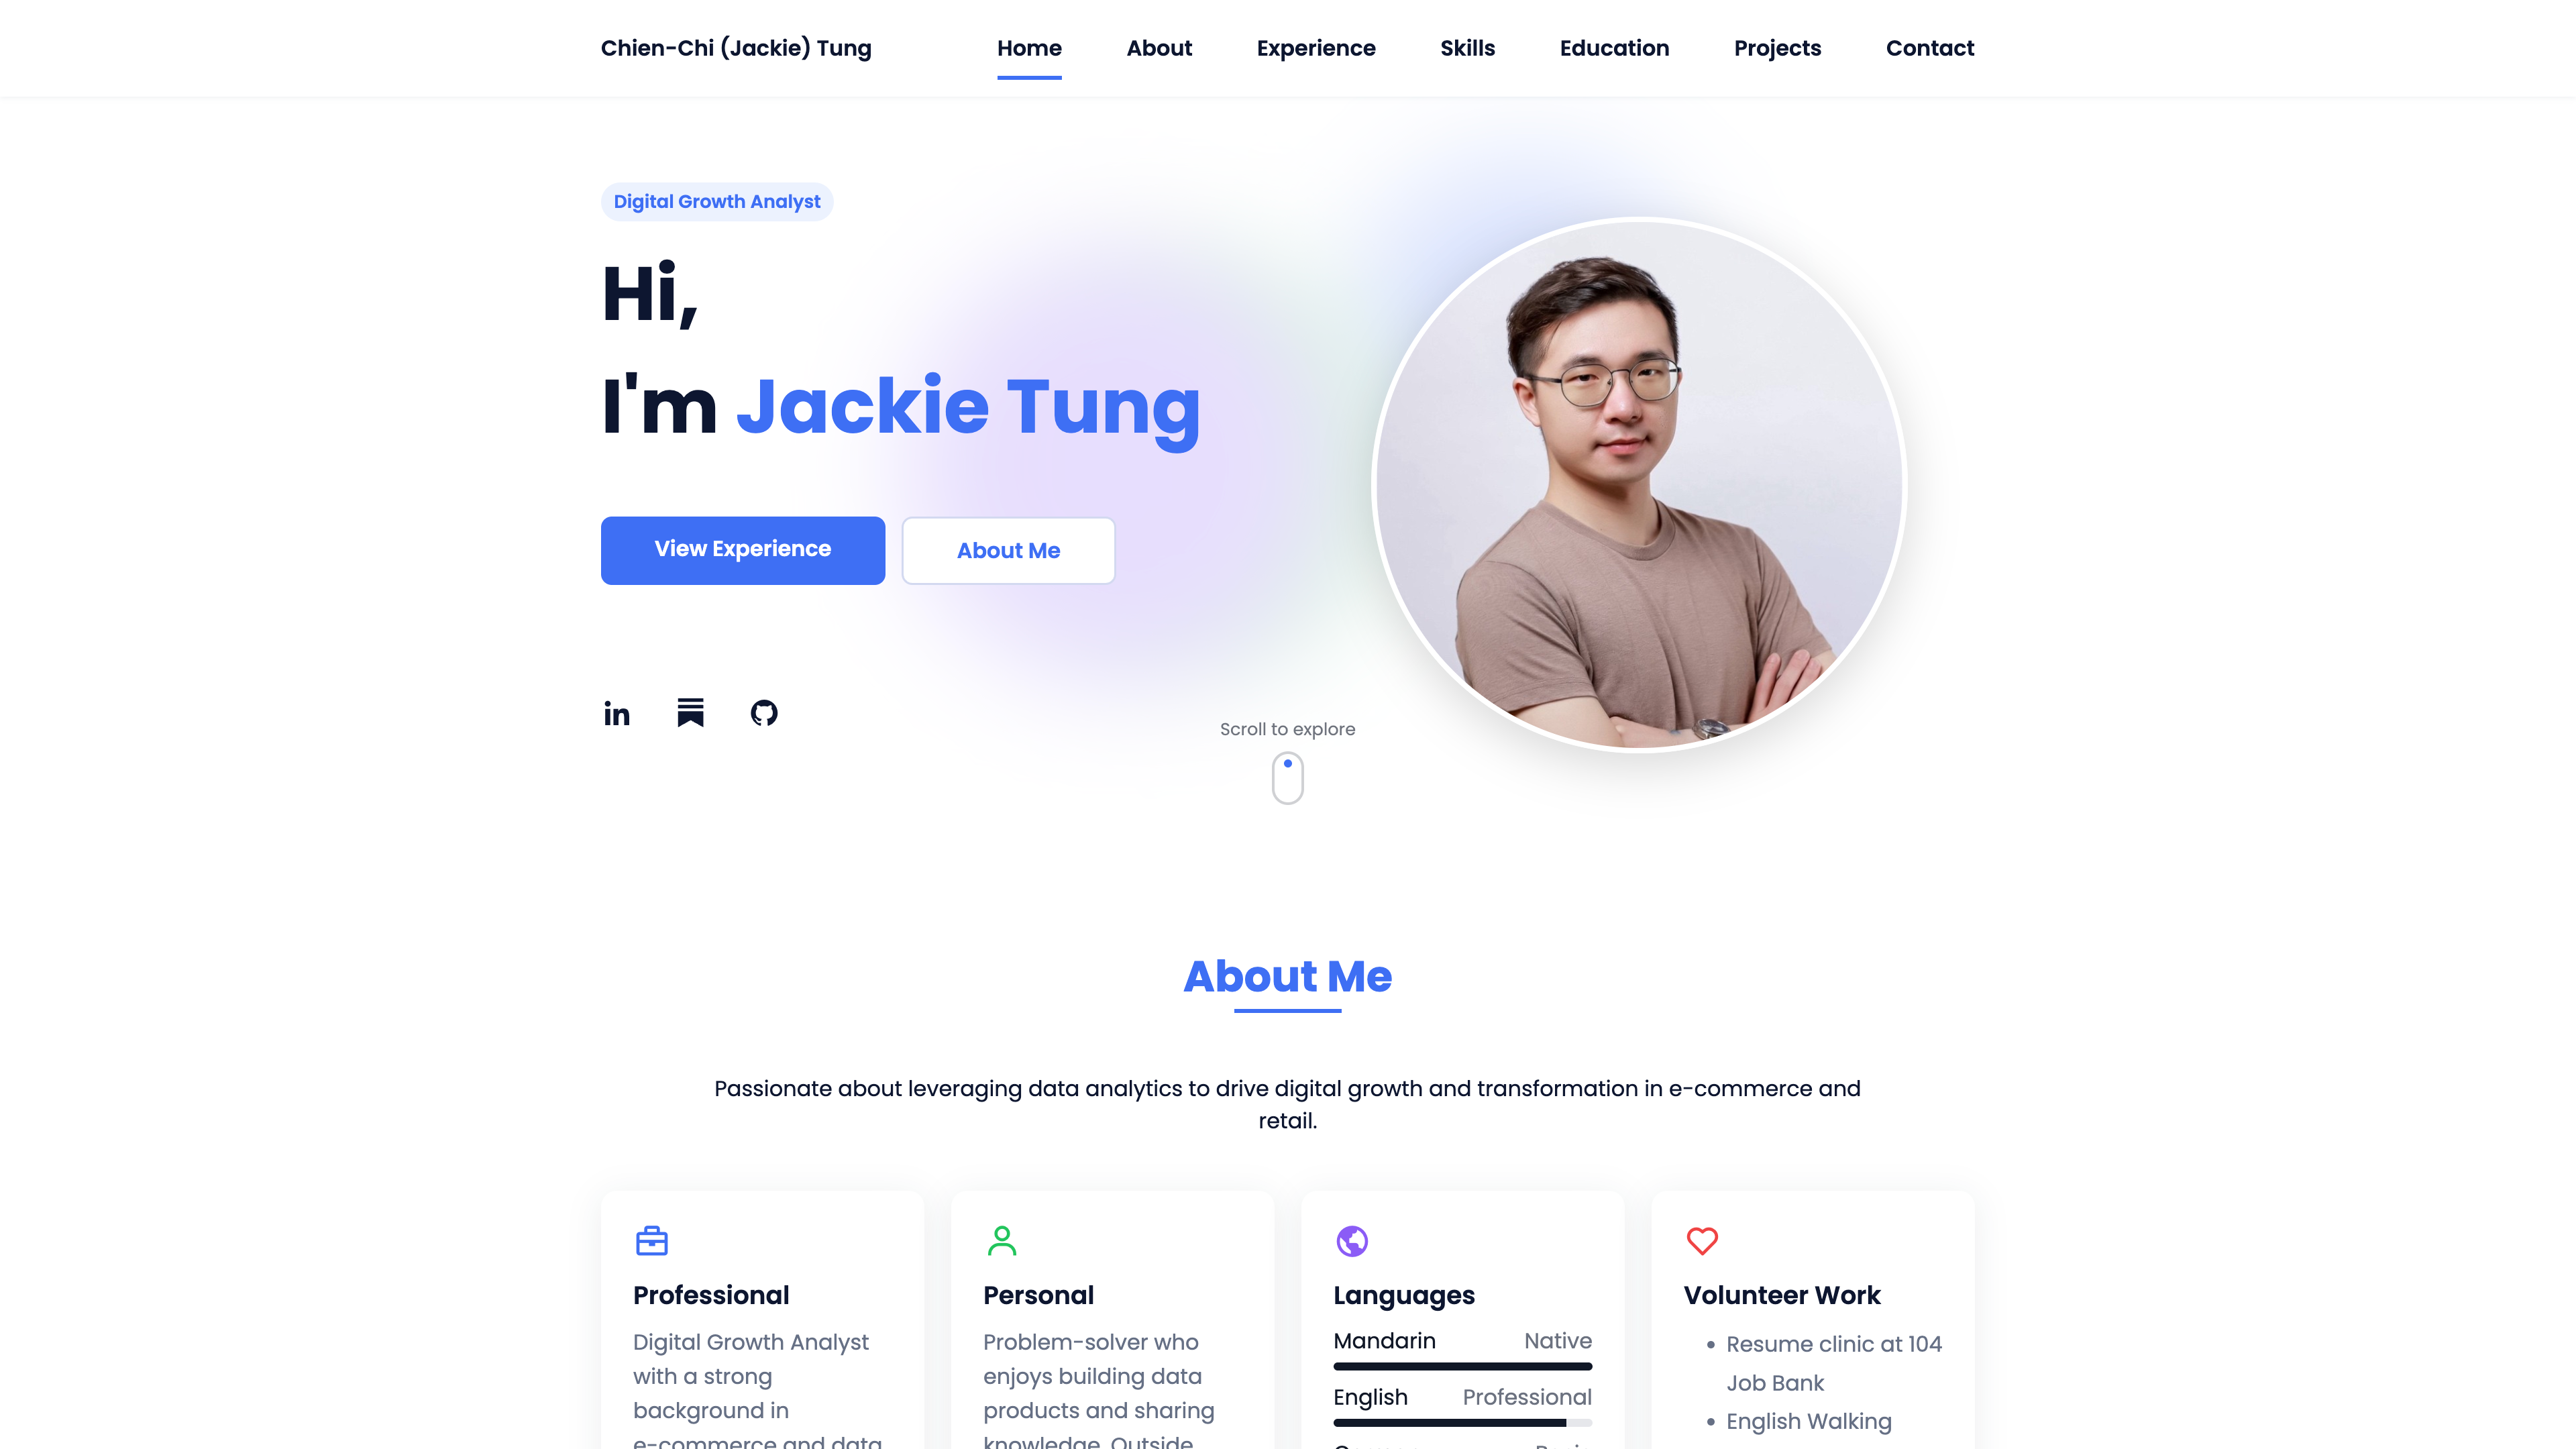 Chien-Chi (Jackie) Tung
Home
About
Experience
Skills
Education
Projects
Contact
Digital Growth Analyst
Hi,
I'm Jackie Tung
View Experience
About Me
in
Scroll to explore
About Me
Passionate about leveraging data analytics to drive digital growth and transformation in e-commerce and
retail.
Professional
Digital Growth Analyst
with a strong
background in
e-commerce and data
Personal
Problem-solver who
enjoys building data
products and sharing
knowledge. Outside
Languages
Mandarin Native
English Professional
Volunteer Work
• Resume clinic at 104
Job Bank
• English Walking